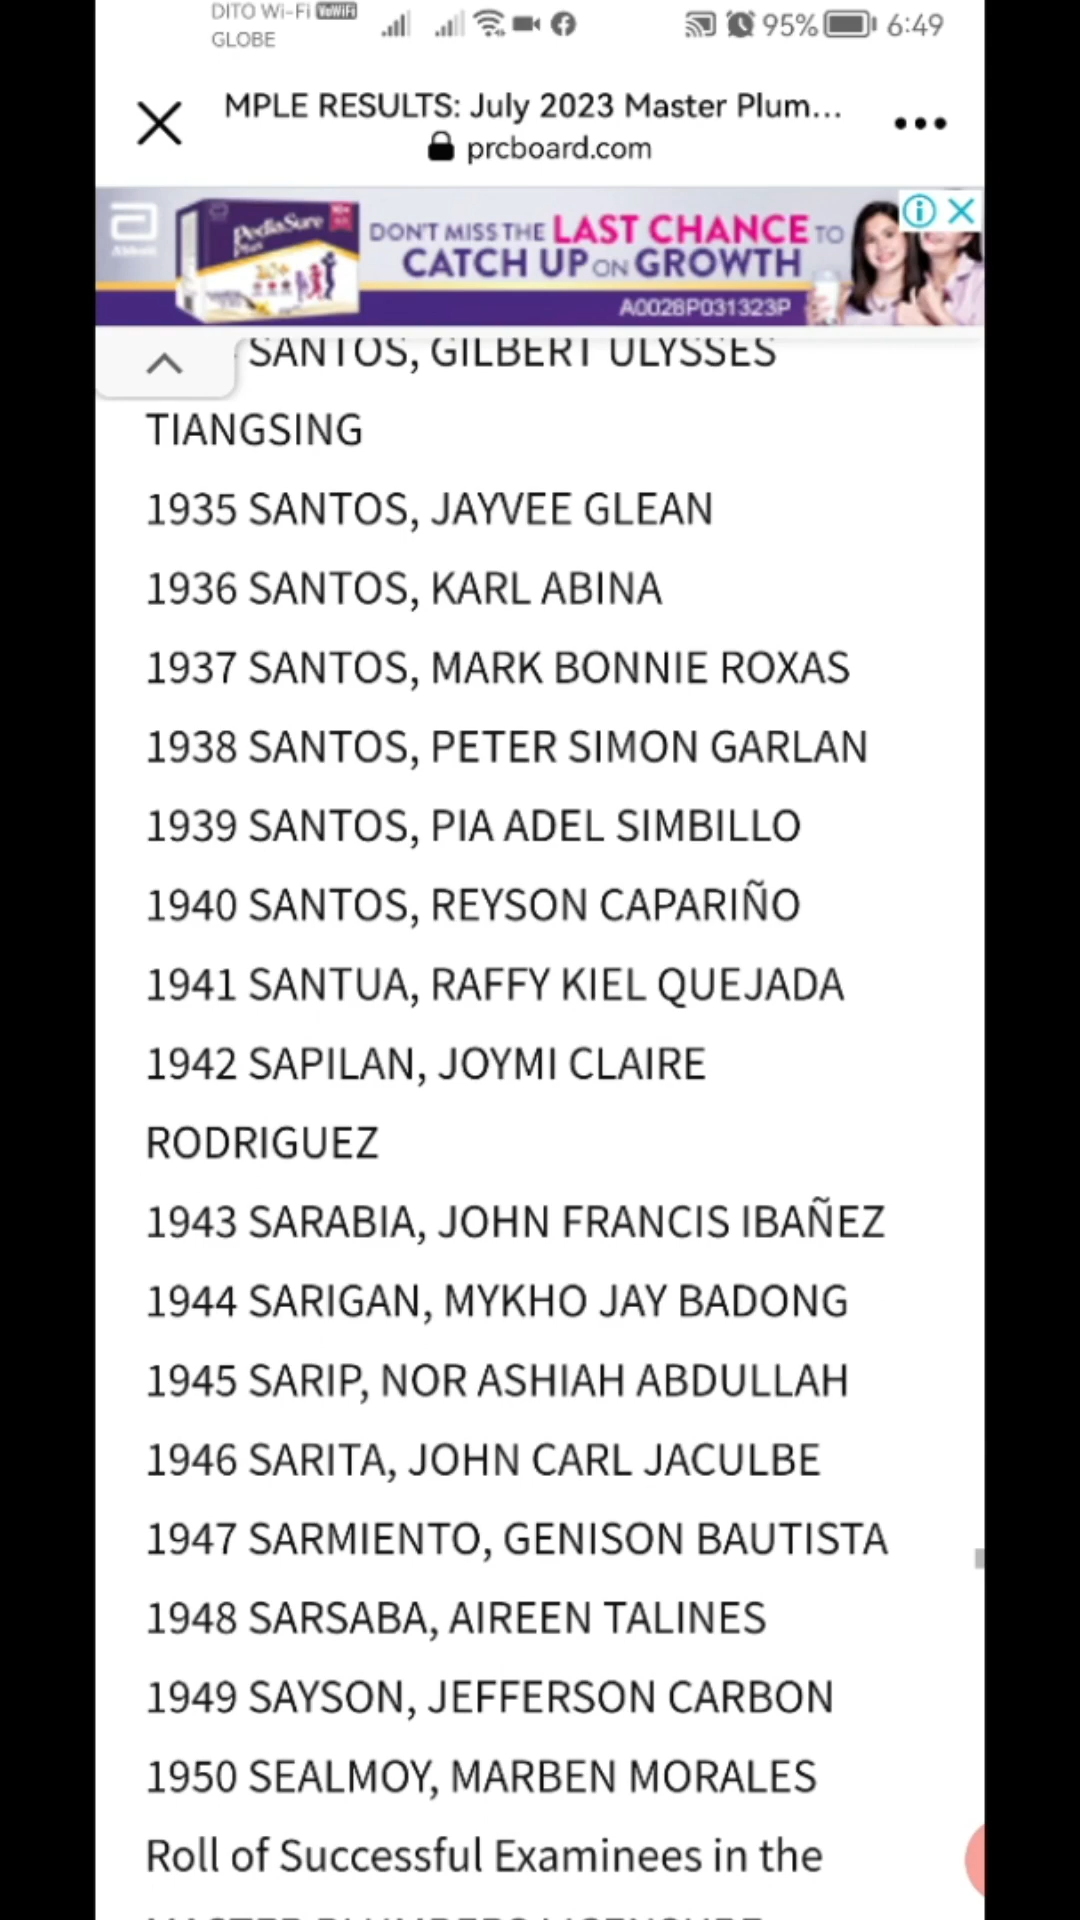 DITO Wi-Fi VoWiFi
GLOBE
95% 6:49
MPLE RESULTS: July 2023 Master Plum...
prcboard.com
Abbott
PediaSure
Plus
10+
DON'T MISS THE LAST CHANCE TO
CATCH UP ON GROWTH
A0028P031323P
SANTOS, GILBERT ULYSSES
TIANGSING
1935 SANTOS, JAYVEE GLEAN
1936 SANTOS, KARL ABINA
1937 SANTOS, MARK BONNIE ROXAS
1938 SANTOS, PETER SIMON GARLAN
1939 SANTOS, PIA ADEL SIMBILLO
1940 SANTOS, REYSON CAPARIÑO
1941 SANTUA, RAFFY KIEL QUEJADA
1942 SAPILAN, JOYMI CLAIRE
RODRIGUEZ
1943 SARABIA, JOHN FRANCIS IBAÑEZ
1944 SARIGAN, MYKHO JAY BADONG
1945 SARIP, NOR ASHIAH ABDULLAH
1946 SARITA, JOHN CARL JACULBE
1947 SARMIENTO, GENISON BAUTISTA
1948 SARSABA, AIREEN TALINES
1949 SAYSON, JEFFERSON CARBON
1950 SEALMOY, MARBEN MORALES
Roll of Successful Examinees in the